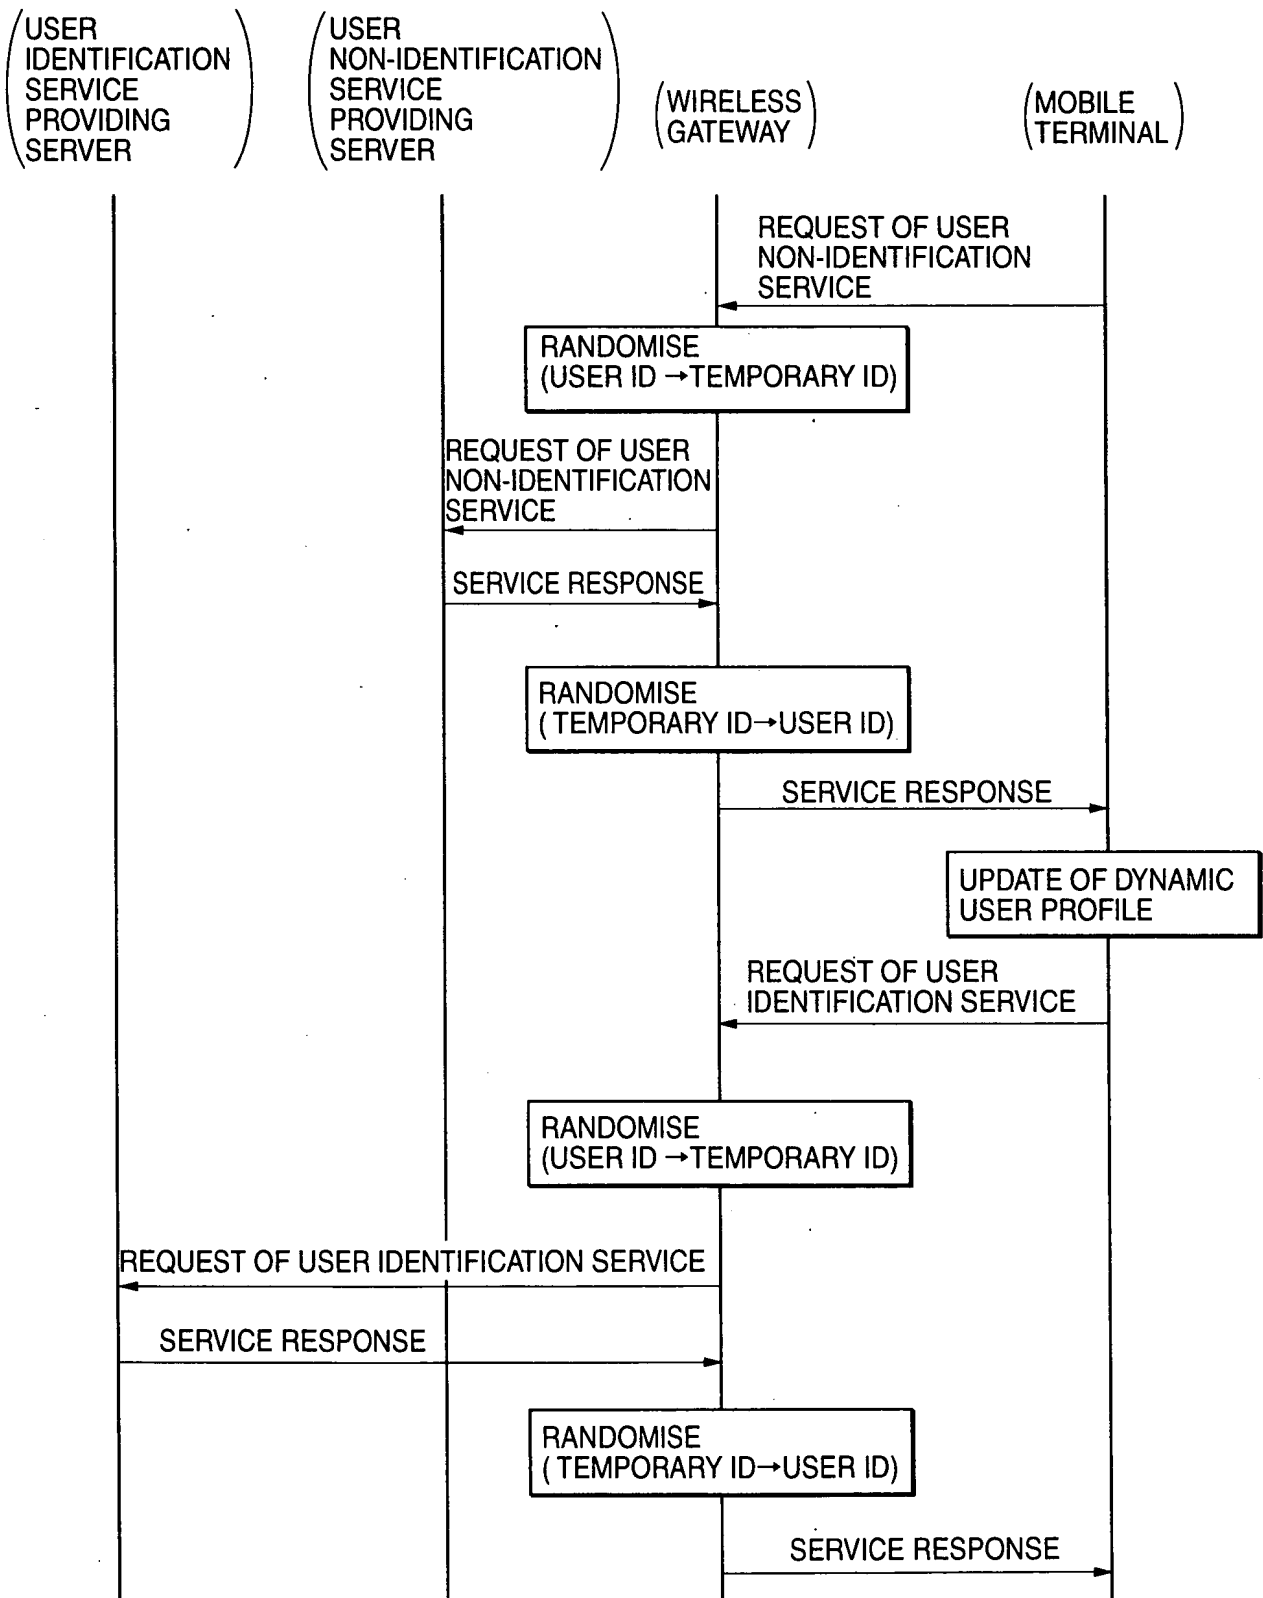 USER
IDENTIFICATION
SERVICE
PROVIDING
SERVER
USER
NON-IDENTIFICATION
SERVICE
PROVIDING
SERVER
(WIRELESS
GATEWAY)
(MOBILE
TERMINAL)
REQUEST OF USER
NON-IDENTIFICATION
SERVICE
RANDOMISE
(USER ID →TEMPORARY ID)
REQUEST OF USER
NON-IDENTIFICATION
SERVICE
SERVICE RESPONSE
RANDOMISE
( TEMPORARY ID→USER ID)
SERVICE RESPONSE
UPDATE OF DYNAMIC
USER PROFILE
REQUEST OF USER
IDENTIFICATION SERVICE
RANDOMISE
(USER ID →TEMPORARY ID)
REQUEST OF USER IDENTIFICATION SERVICE
SERVICE RESPONSE
RANDOMISE
( TEMPORARY ID→USER ID)
SERVICE RESPONSE